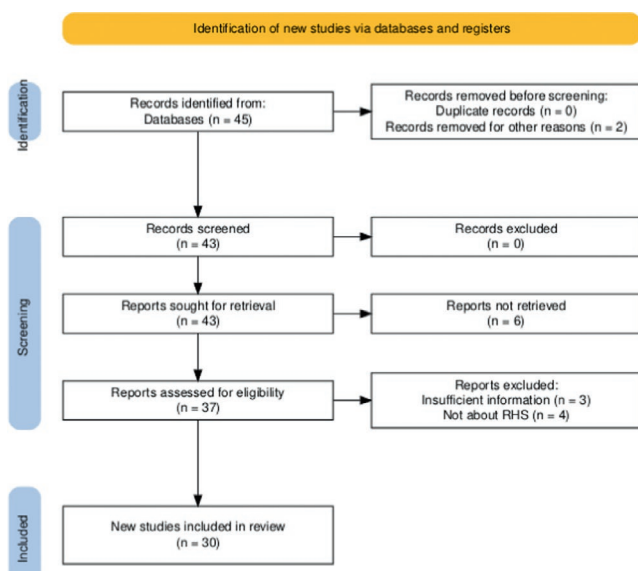 Identification of new studies via databases and registers
Identification
Records identified from:
Databases (n = 45)
Records removed before screening:
Duplicate records (n = 0)
Records removed for other reasons (n = 2)
Screening
Records screened
(n = 43)
Records excluded
(n = 0)
Reports sought for retrieval
(n = 43)
Reports not retrieved
(n = 6)
Reports assessed for eligibility
(n = 37)
Reports excluded:
Insufficient information (n = 3)
Not about RHS (n = 4)
Included
New studies included in review
(n = 30)